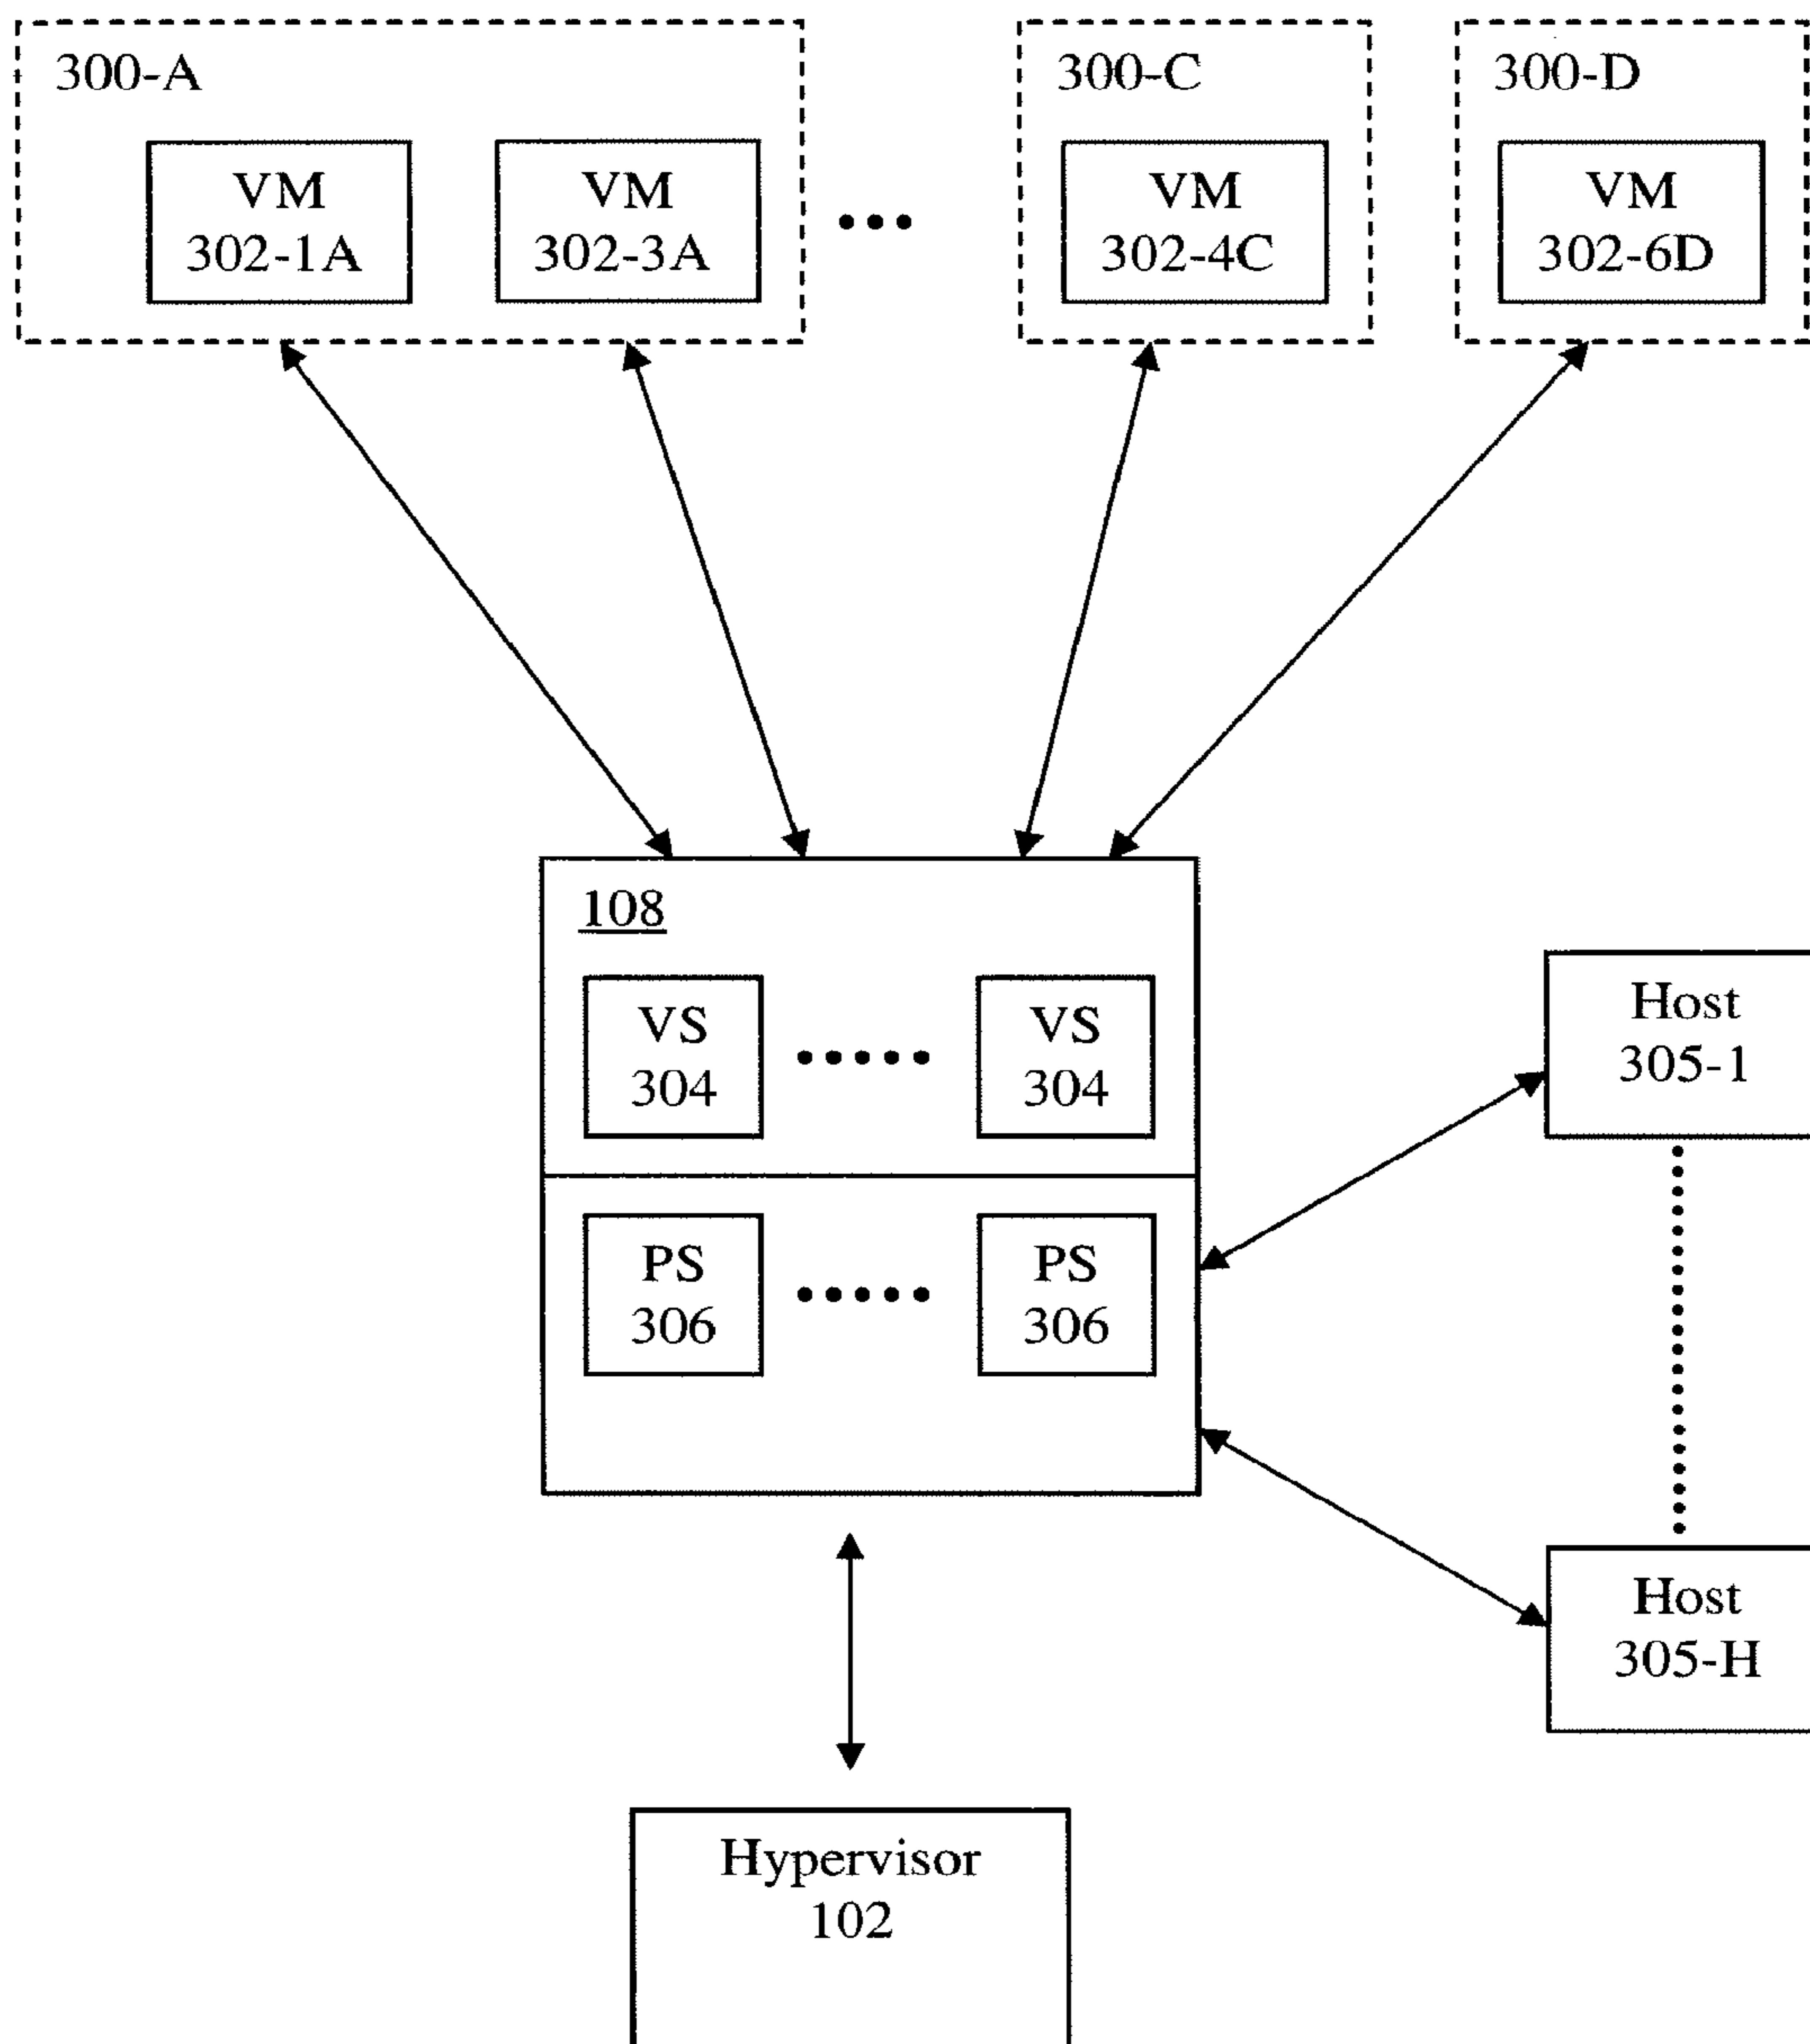 300-A
300-C
300-D
VM
302-1A
VM
302-3A
VM
302-4C
VM
302-6D
108
VS
304
VS
304
Host
305-1
PS
306
PS
306
Host
305-H
Hypervisor
102